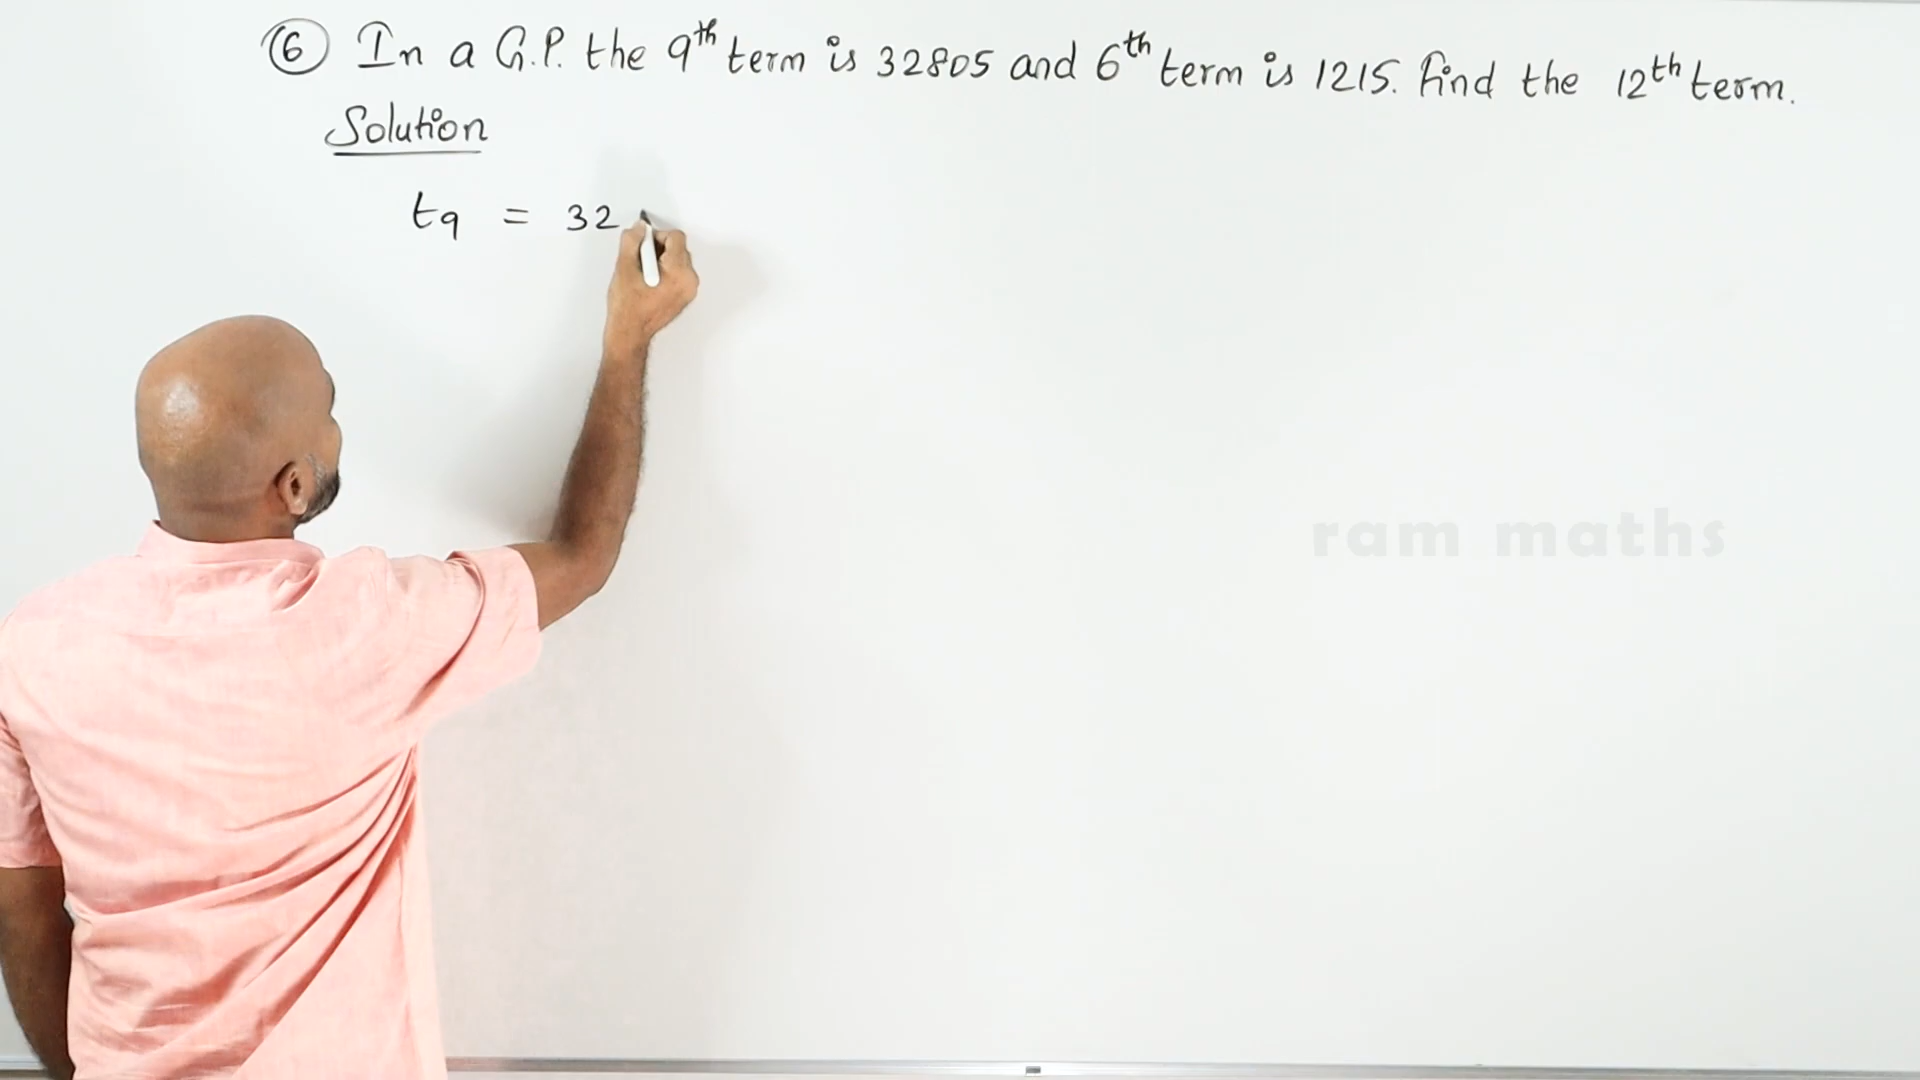 6 In a G.P. the 9th term is 32805 and 6th term is 1215. Find the 12th term.
Solution
t9 = 32
ram maths